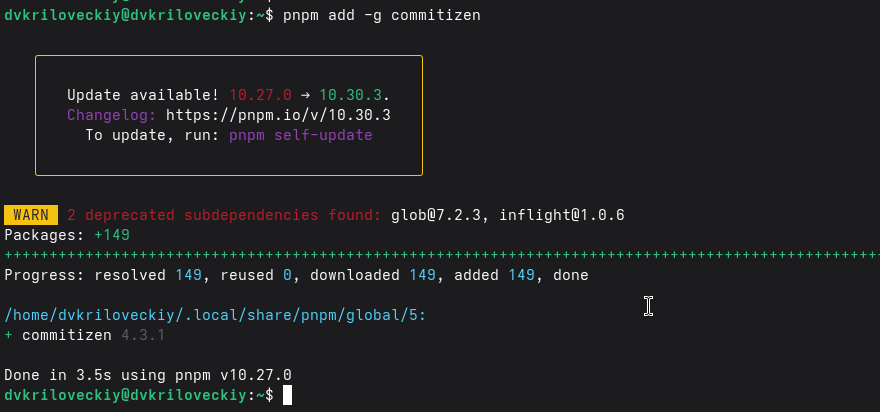 dvkriloveckiy@dvkriloveckiy:~$ pnpm add -g commitizen
Update available! 10.27.0 → 10.30.3.
Changelog: https://pnpm.io/v/10.30.3
To update, run: pnpm self-update
WARN 2 deprecated subdependencies found: glob@7.2.3, inflight@1.0.6
Packages: +149
++++++++++++++++++++++++++++++++++++++++++++++++++++++++++++++++++++++++++++++++++++++++++++++++++
Progress: resolved 149, reused 0, downloaded 149, added 149, done
/home/dvkriloveckiy/.local/share/pnpm/global/5:
+ commitizen 4.3.1
Done in 3.5s using pnpm v10.27.0
dvkriloveckiy@dvkriloveckiy:~$